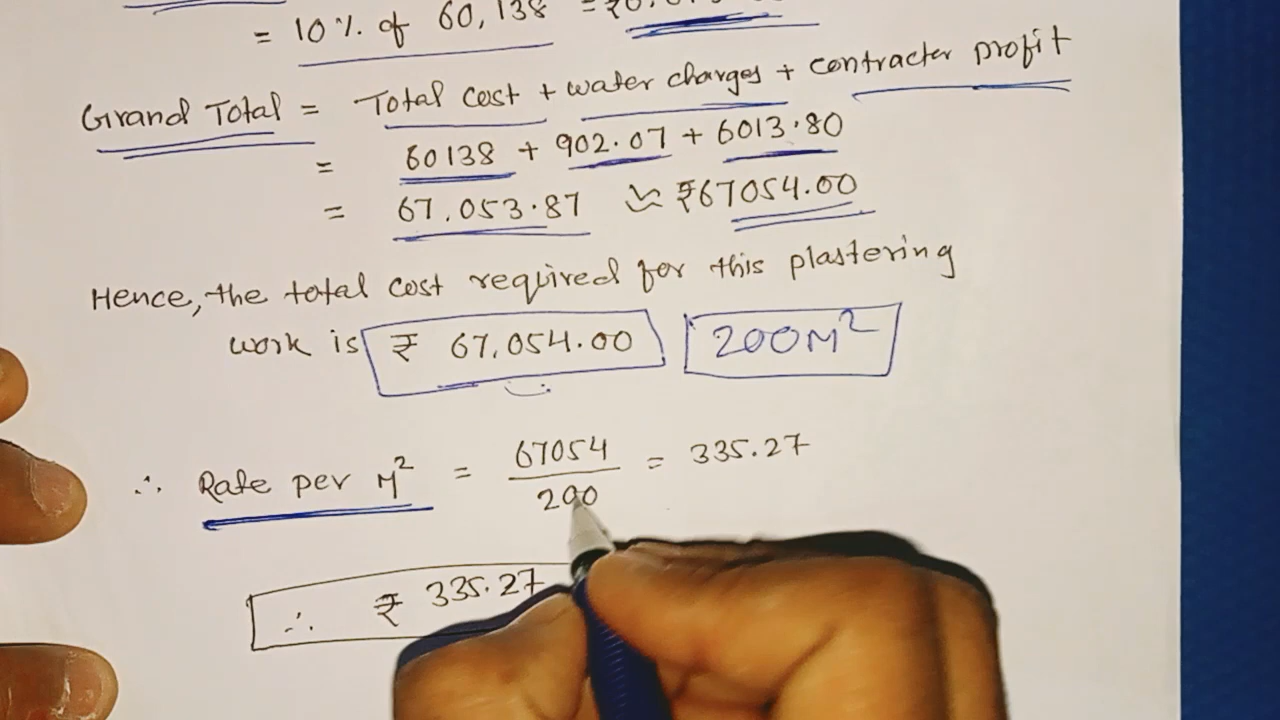 = 10% of 60,138 =
Grand Total = Total cost + water charges + contracter profit
= 60138 + 902.07 + 6013.80
= 67,053.87 ≈ ₹67054.00
Hence, the total cost required for this plastering
work is ₹ 67,054.00 200M²
∴ Rate per M² = 67054 / 200 = 335.27
∴ ₹ 335.27